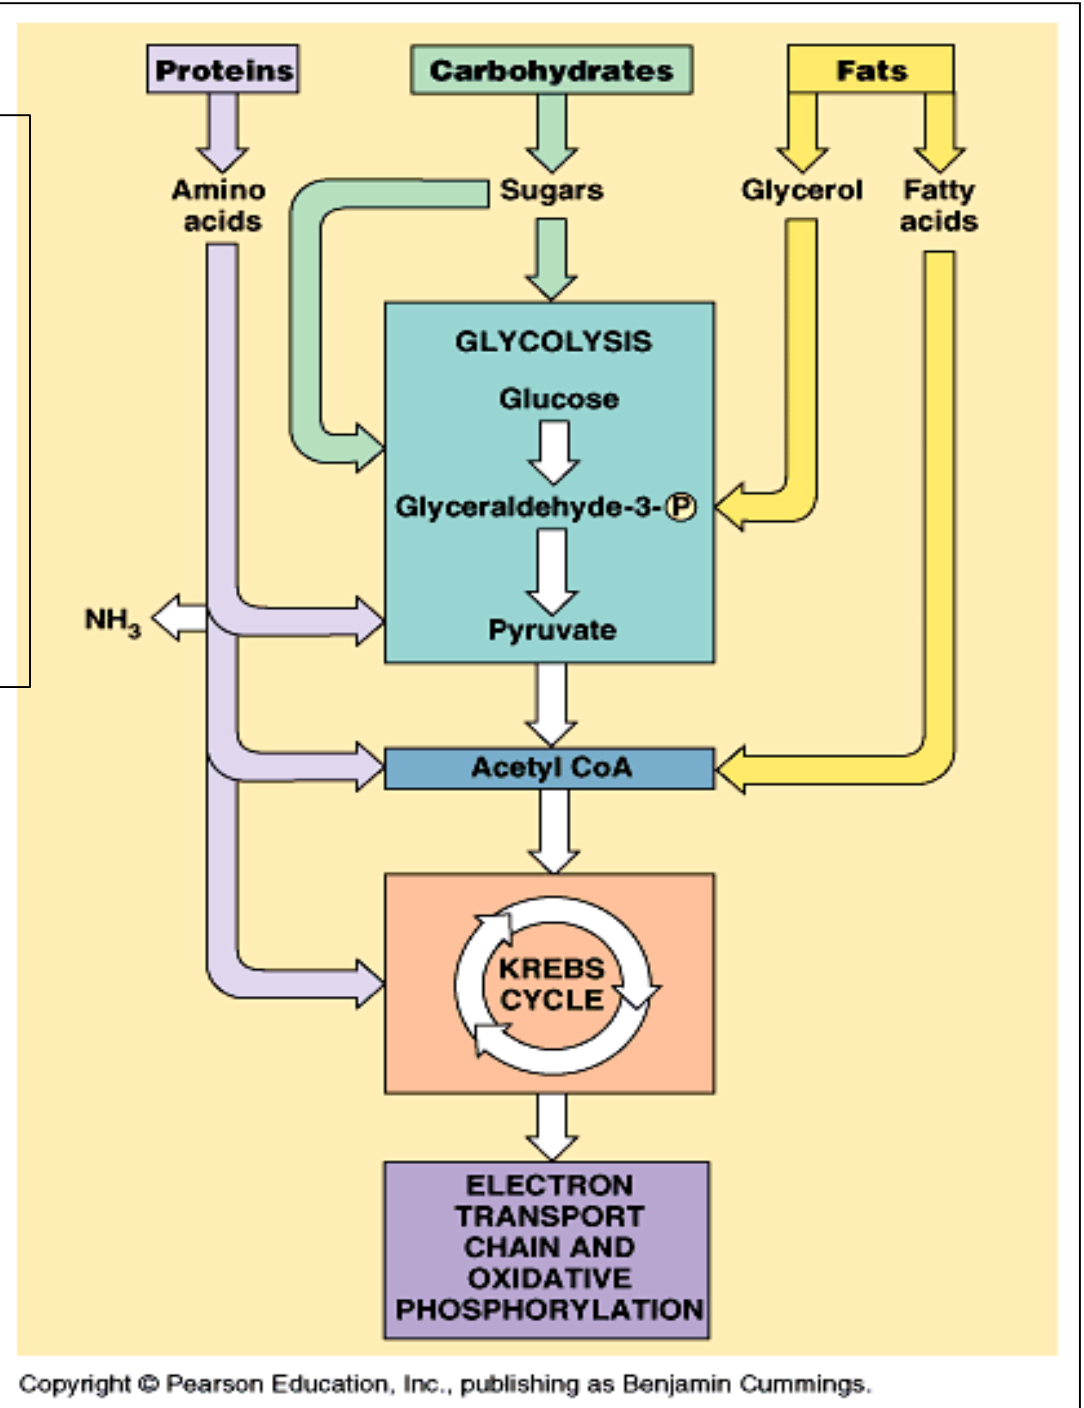 Proteins
Carbohydrates
Fats
Amino
acids
Sugars
Glycerol
Fatty
acids
GLYCOLYSIS
Glucose
Glyceraldehyde-3-P
Pyruvate
NH3
Acetyl CoA
KREBS
CYCLE
ELECTRON
TRANSPORT
CHAIN AND
OXIDATIVE
PHOSPHORYLATION
Copyright © Pearson Education, Inc., publishing as Benjamin Cummings.